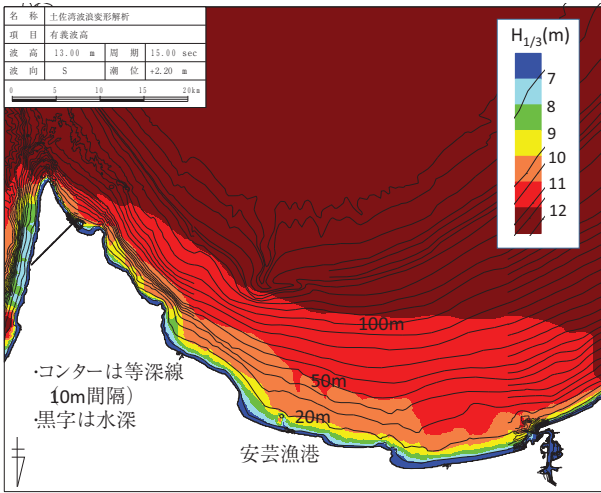 名 称 土佐湾波浪変形解析
項 目 有義波高
波 高 13.00 m 周 期 15.00 sec
波 向 S 潮 位 +2.20 m
0 5 10 15 20km
H1/3(m)
7
8
9
10
11
12
100m
50m
20m
・コンターは等深線
(10m間隔)
・黒字は水深
安芸漁港